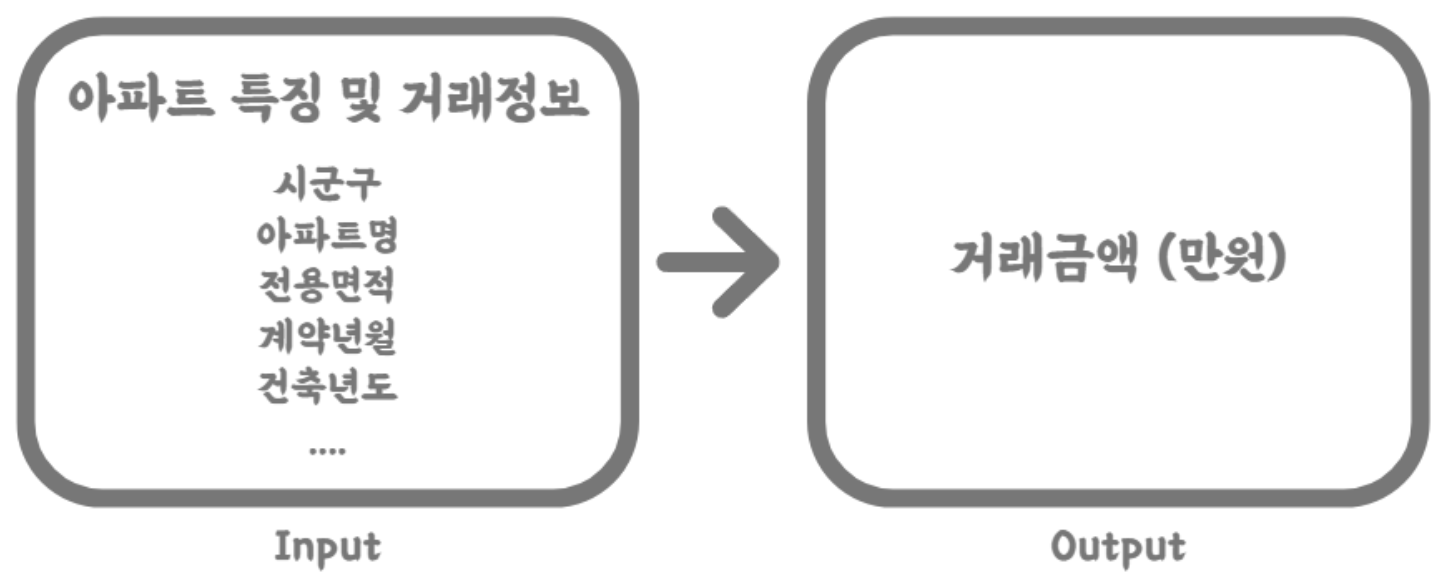 아파트 특징 및 거래정보
시군구
아파트명
전용면적
계약년월
건축년도
....
Input
거래금액 (만원)
Output